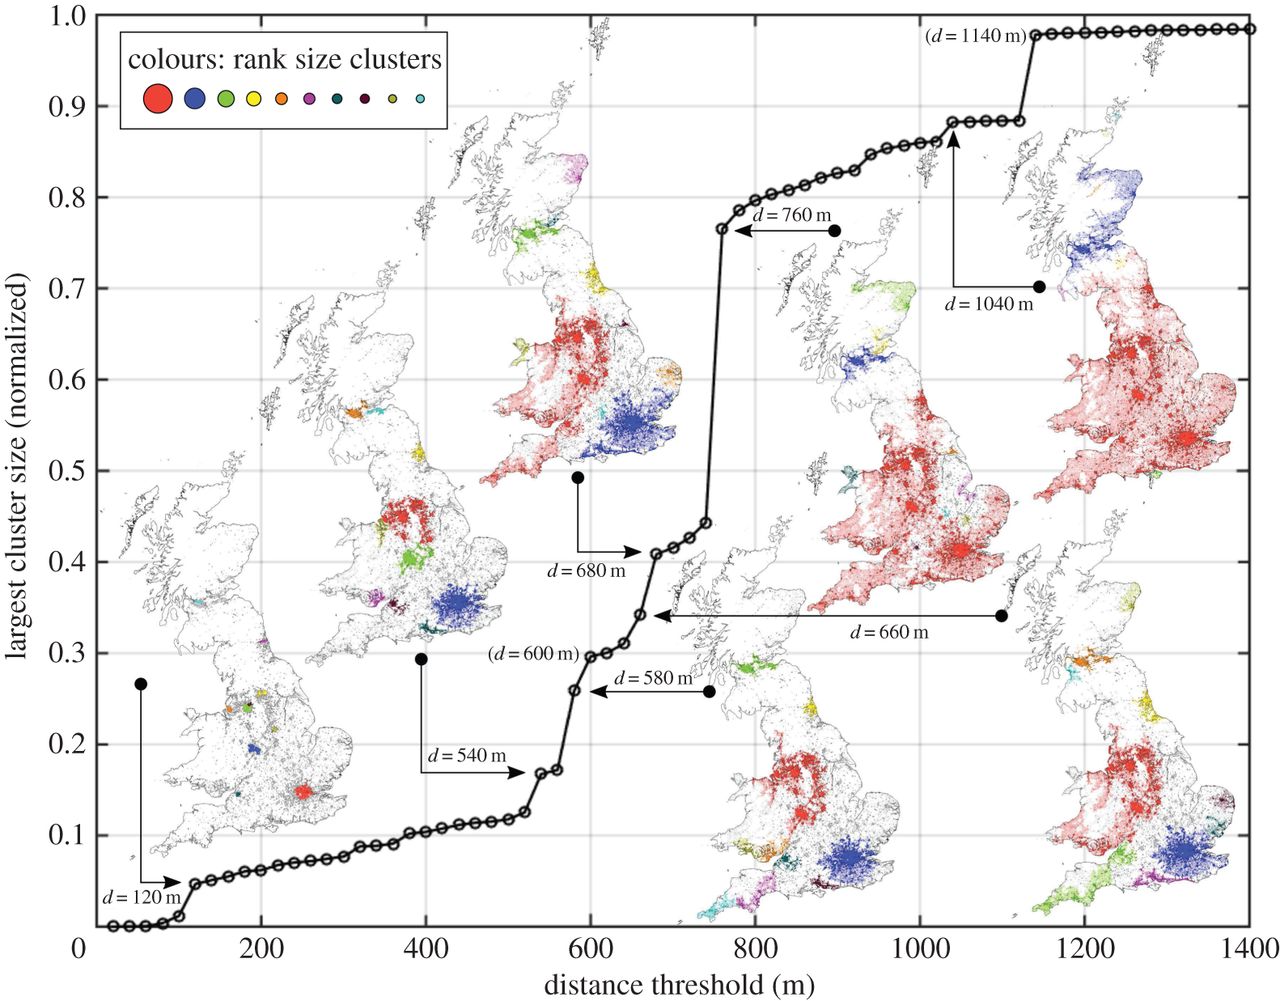 1.0
0.9
0.8
0.7
0.6
0.5
0.4
0.3
0.2
0.1
0
200
400
600
800
1000
1200
1400
largest cluster size (normalized)
distance threshold (m)
colours: rank size clusters
(d = 1140 m)
d = 760 m
d = 1040 m
d = 680 m
d = 660 m
(d = 600 m)
d = 580 m
d = 540 m
d = 120 m